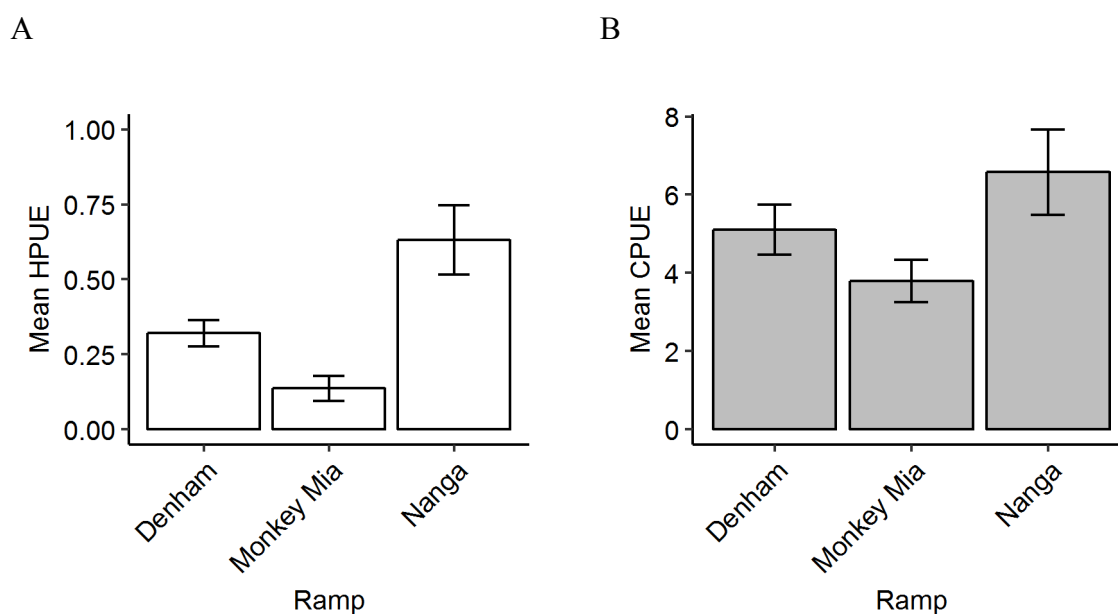 A
Mean HPUE
1.00
0.75
0.50
0.25
0.00
Denham
Monkey Mia
Nanga
Ramp
B
Mean CPUE
8
6
4
2
0
Denham
Monkey Mia
Nanga
Ramp